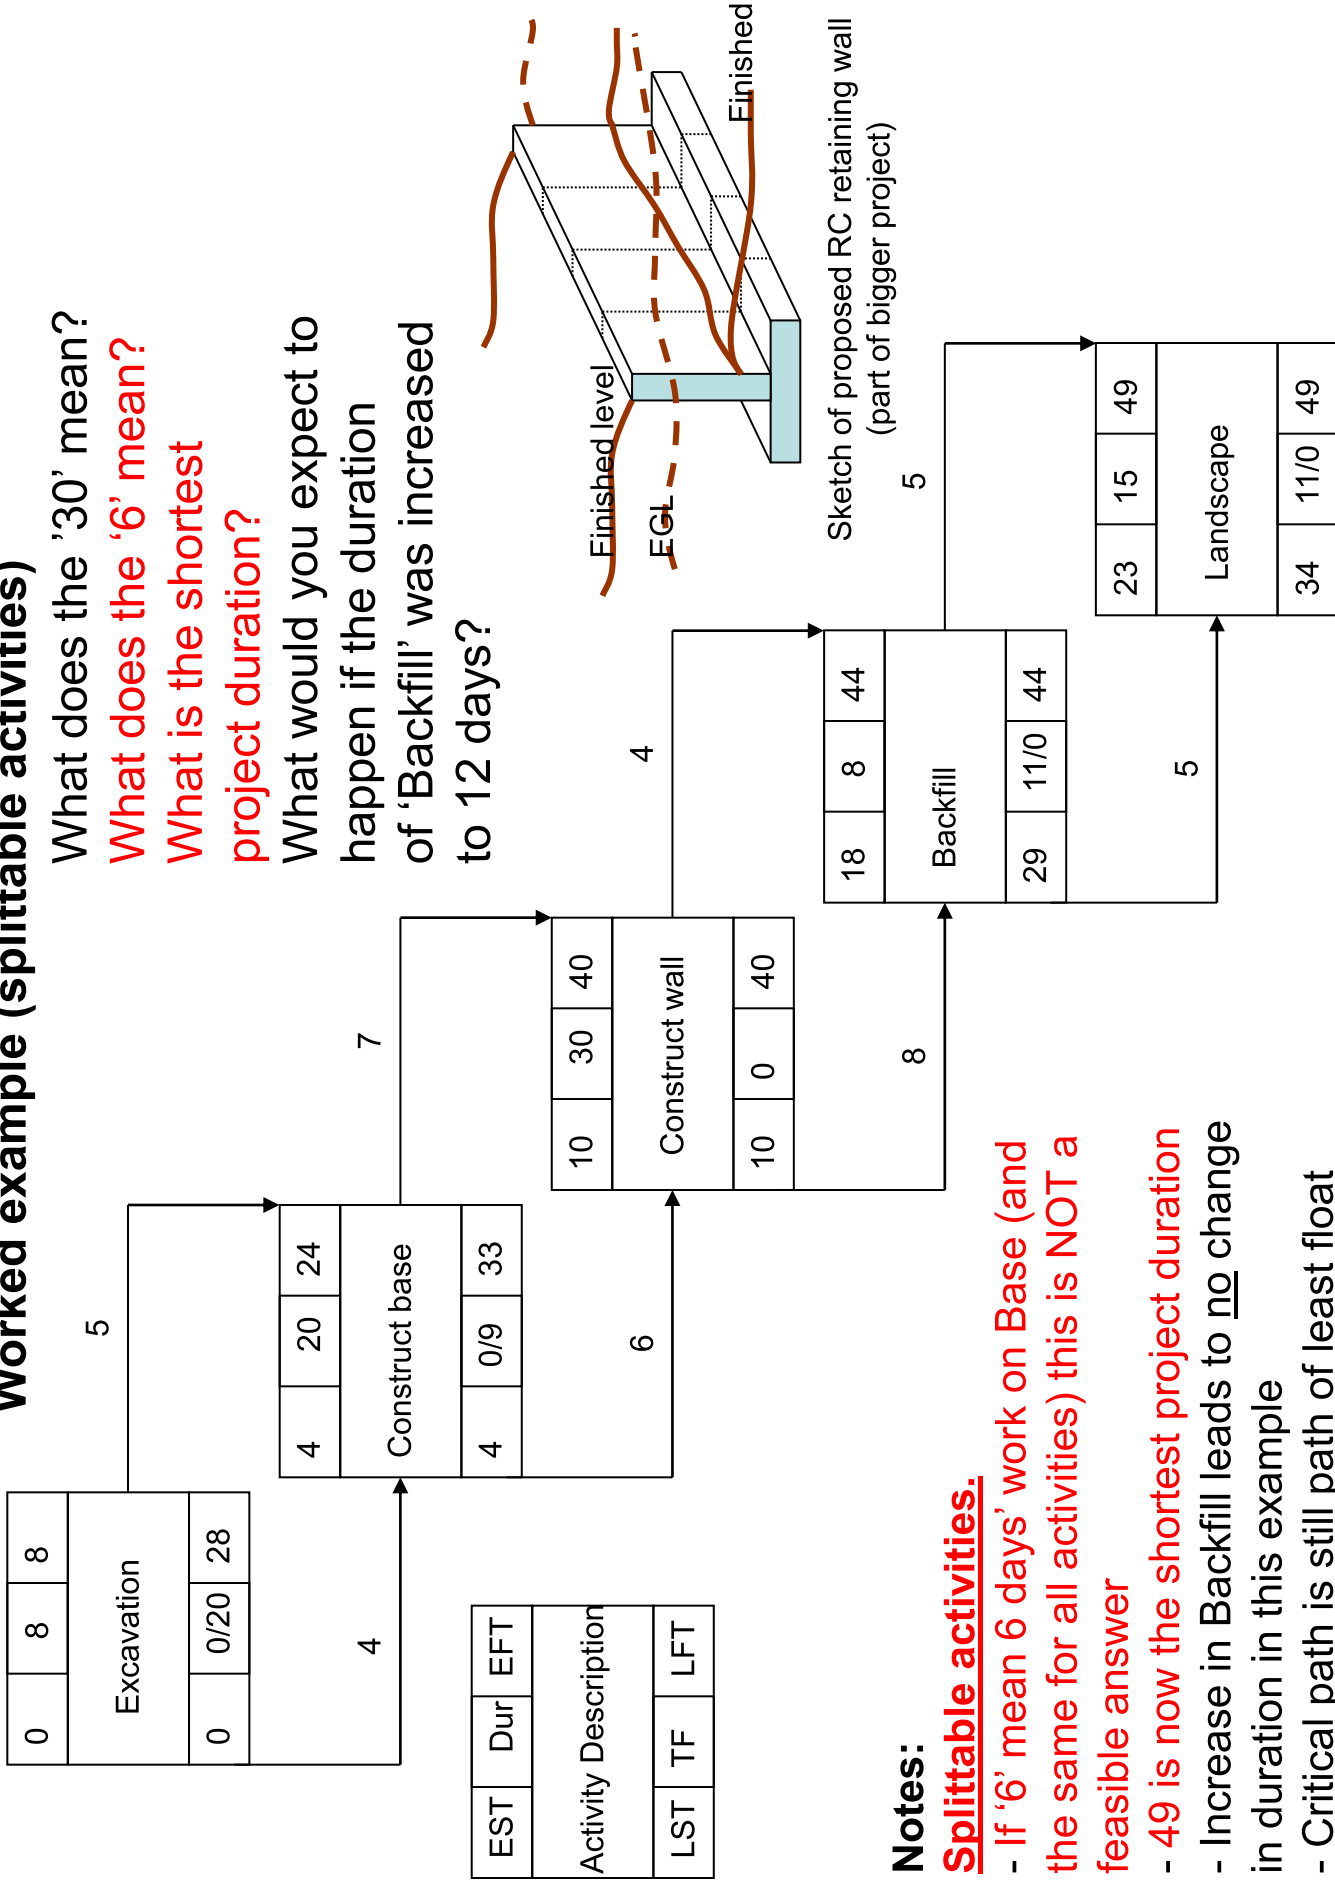 Worked example (splittable activities)
What does the ’30’ mean?
What does the ‘6’ mean?
What is the shortest
project duration?
What would you expect to
happen if the duration
of ‘Backfill’ was increased
to 12 days?
0 8 8
Excavation
0 0/20 28
5
4
4 20 24
Construct base
4 0/9 33
7
6
10 30 40
Construct wall
10 0 40
4
8
18 8 44
Backfill
29 11/0 44
5
5
23 15 49
Landscape
34 11/0 49
EST Dur EFT
Activity Description
LST TF LFT
Finished level
EGL
Finished
Sketch of proposed RC retaining wall
(part of bigger project)
Notes:
Splittable activities.
- If ‘6’ mean 6 days’ work on Base (and
the same for all activities) this is NOT a
feasible answer
- 49 is now the shortest project duration
- Increase in Backfill leads to no change
in duration in this example
- Critical path is still path of least float